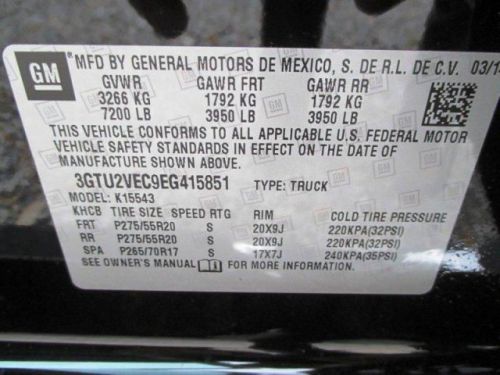 GM
MFD BY GENERAL MOTORS DE MEXICO, S. DE R.L. DE C.V. 03/1
GVWR GAWR FRT GAWR RR
3266 KG 1792 KG 1792 KG
7200 LB 3950 LB 3950 LB
THIS VEHICLE CONFORMS TO ALL APPLICABLE U.S. FEDERAL MOTOR
VEHICLE SAFETY STANDARDS IN EFFECT ON THE DATE OF
MANUFACTURE SHOWN ABOVE.
3GTU2VEC9EG415851 TYPE: TRUCK
MODEL: K15543
KHCB TIRE SIZE SPEED RTG RIM COLD TIRE PRESSURE
FRT P275/55R20 S 20X9J 220KPA(32PSI)
RR P275/55R20 S 20X9J 220KPA(32PSI)
SPA P265/70R17 S 17X7J 240KPA(35PSI)
SEE OWNER'S MANUAL FOR MORE INFORMATION